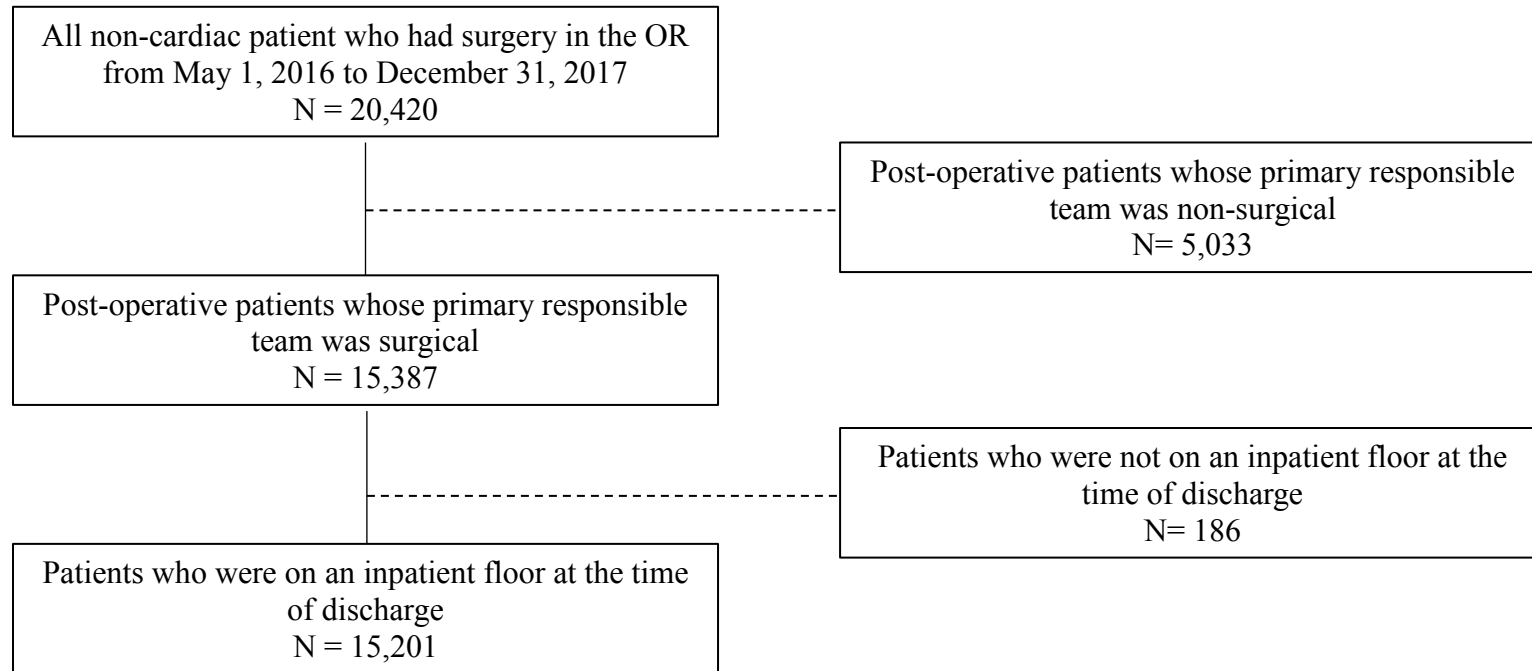 All non-cardiac patient who had surgery in the OR
from May 1, 2016 to December 31, 2017
N = 20,420
Post-operative patients whose primary responsible
team was non-surgical
N= 5,033
Post-operative patients whose primary responsible
team was surgical
N = 15,387
Patients who were not on an inpatient floor at the
time of discharge
N= 186
Patients who were on an inpatient floor at the time
of discharge
N = 15,201